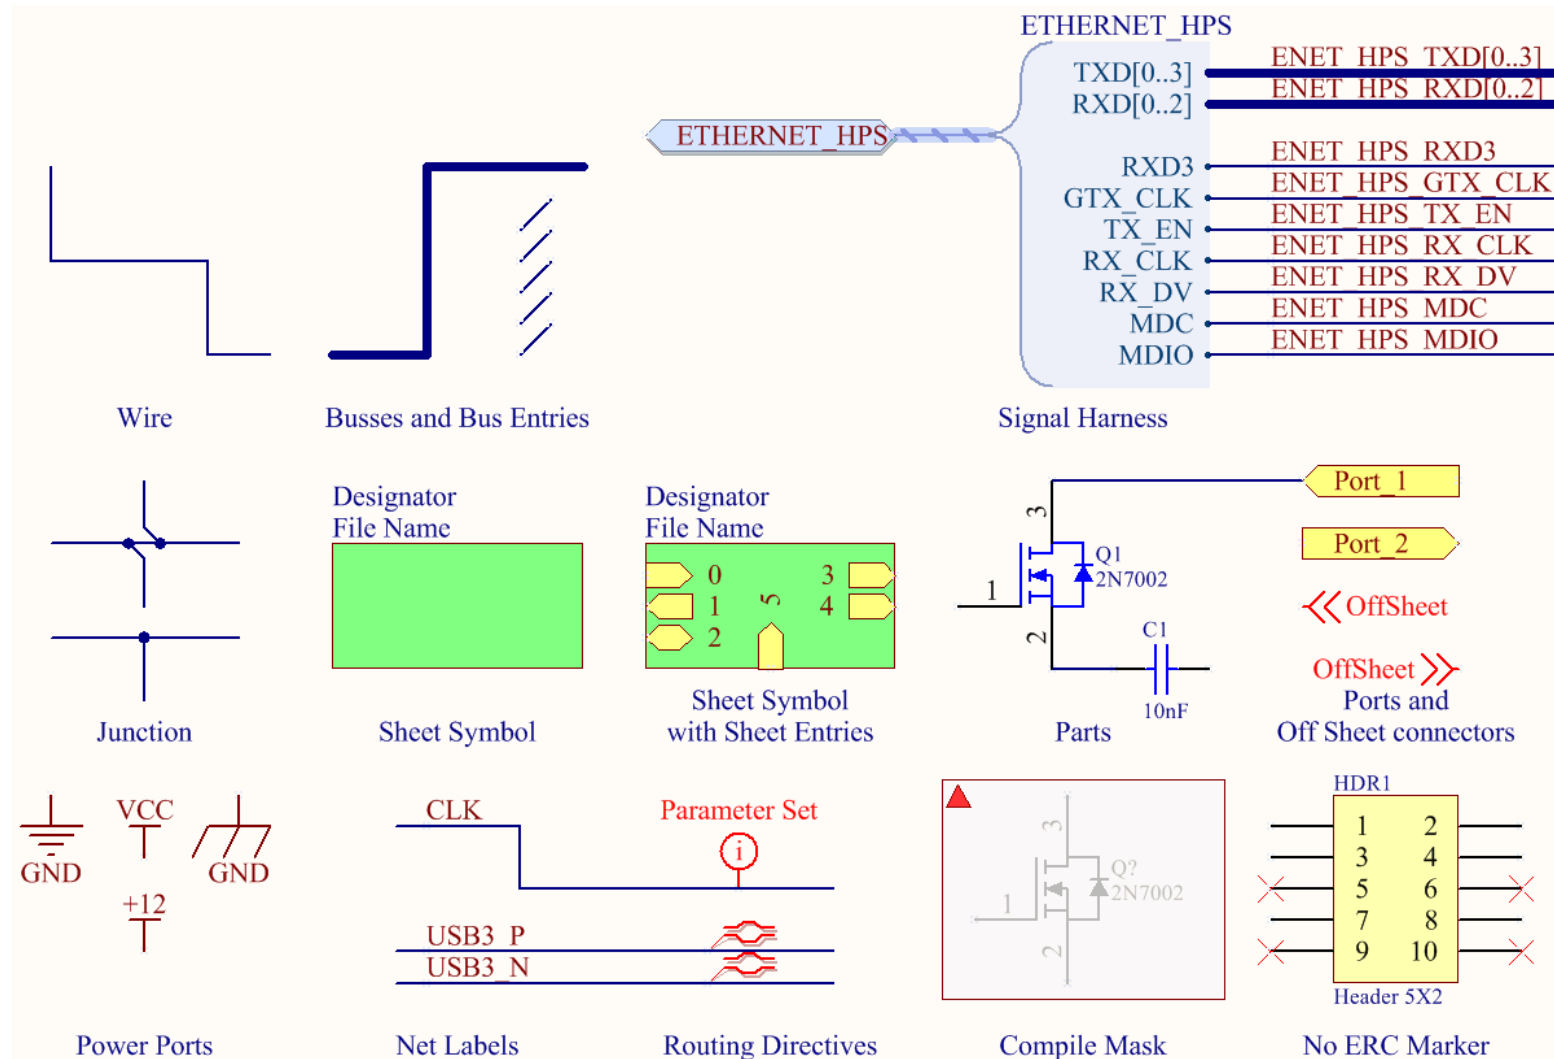 ETHERNET_HPS
TXD[0..3] ENET_HPS_TXD[0..3]
RXD[0..2] ENET_HPS_RXD[0..2]
ETHERNET_HPS
RXD3 ENET_HPS_RXD3
GTX_CLK ENET_HPS_GTX_CLK
TX_EN ENET_HPS_TX_EN
RX_CLK ENET_HPS_RX_CLK
RX_DV ENET_HPS_RX_DV
MDC ENET_HPS_MDC
MDIO ENET_HPS_MDIO
Wire
Busses and Bus Entries
Signal Harness
Junction
Designator
File Name
Sheet Symbol
Designator
File Name
0 3
1 4
2
5
Sheet Symbol
with Sheet Entries
3
Q1
2N7002
1
2
C1
10nF
Parts
Port_1
Port_2
OffSheet
OffSheet
Ports and
Off Sheet connectors
GND
VCC
GND
+12
Power Ports
CLK
USB3_P
USB3_N
Net Labels
Parameter Set
i
Routing Directives
3
Q?
2N7002
1
2
Compile Mask
HDR1
1 2
3 4
5 6
7 8
9 10
Header 5X2
No ERC Marker